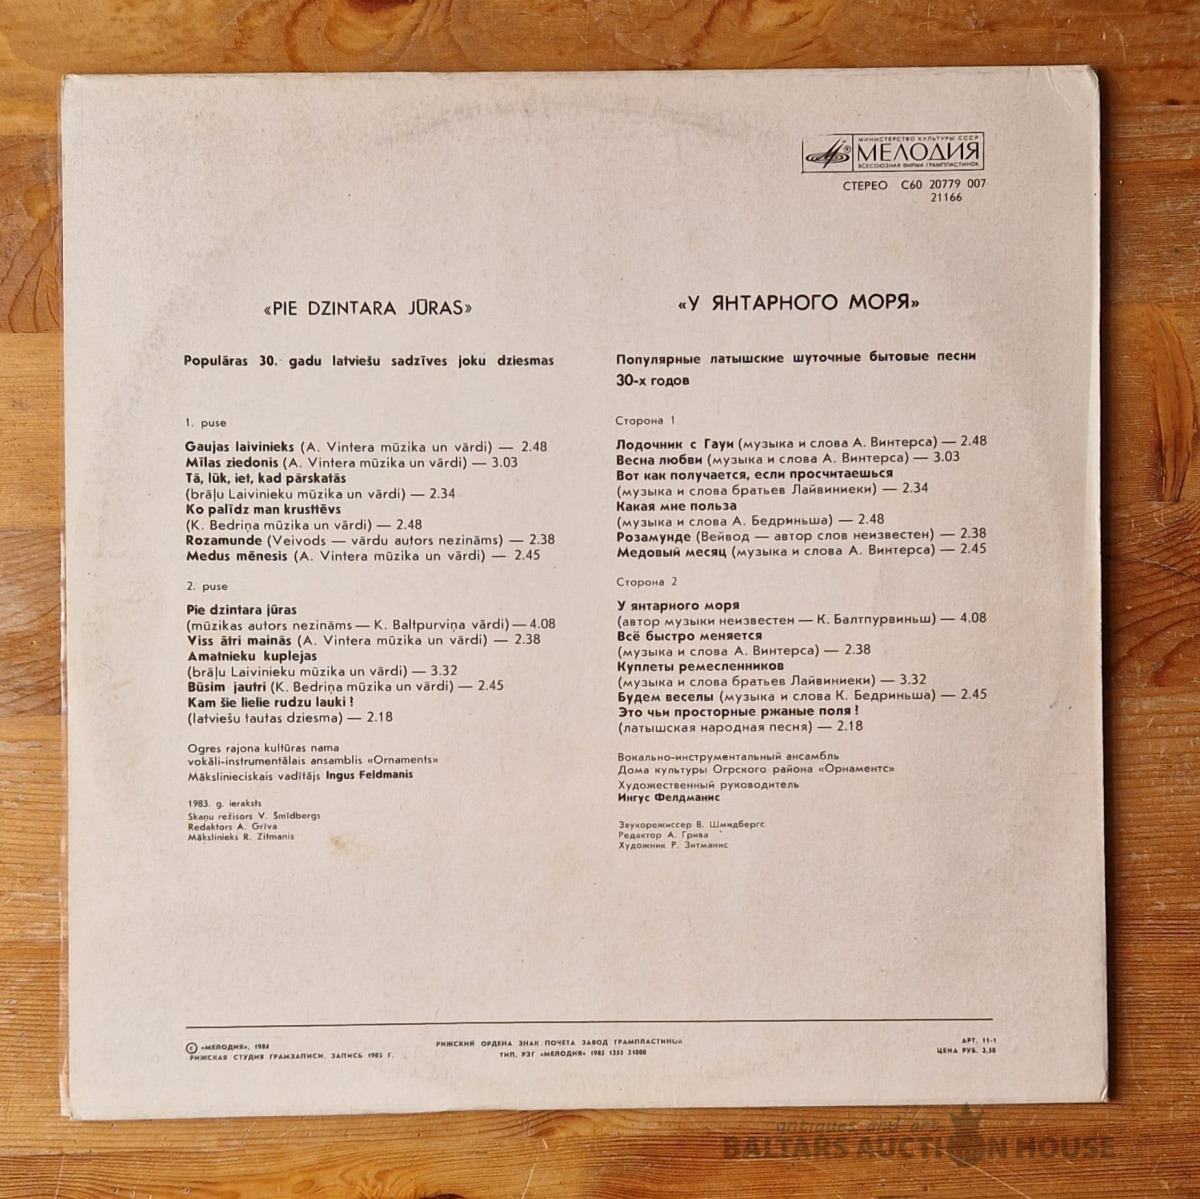 МИНИСТЕРСТВО КУЛЬТУРЫ СССР
МЕЛОДИЯ
ВСЕСОЮЗНАЯ ФИРМА ГРАМПЛАСТИНОК
СТЕРЕО С60 20779 007
21166
«PIE DZINTARA JŪRAS»
Populāras 30. gadu latviešu sadzīves joku dziesmas
1. puse
Gaujas laivinieks (A. Vintera mūzika un vārdi) — 2.48
Mīlas ziedonis (A. Vintera mūzika un vārdi) — 3.03
Tā, lūk, iet, kad pārskatās
(brāļu Laivinieku mūzika un vārdi) — 2.34
Ko palīdz man krusttēvs
(K. Bedriņa mūzika un vārdi) — 2.48
Rozamunde (Veivods — vārdu autors nezināms) — 2.38
Medus mēnesis (A. Vintera mūzika un vārdi) — 2.45
2. puse
Pie dzintara jūras
(mūzikas autors nezināms — K. Baltpurviņa vārdi) — 4.08
Viss ātri mainās (A. Vintera mūzika un vārdi) — 2.38
Amatnieku kuplejas
(brāļu Laivinieku mūzika un vārdi) — 3.32
Būsim jautri (K. Bedriņa mūzika un vārdi) — 2.45
Kam šie lielie rudzu lauki !
(latviešu tautas dziesma) — 2.18
Ogres rajona kultūras nama
vokāli-instrumentālais ansamblis «Ornaments»
Mākslinieciskais vadītājs Ingus Feldmanis
1983. g. ieraksts
Skaņu režisors V. Šmīdbergs
Redaktors A. Grīva
Mākslinieks R. Zitmanis
«У ЯНТАРНОГО МОРЯ»
Популярные латышские шуточные бытовые песни
30-х годов
Сторона 1
Лодочник с Гауи (музыка и слова А. Винтерса) — 2.48
Весна любви (музыка и слова А. Винтерса) — 3.03
Вот как получается, если просчитаешься
(музыка и слова братьев Лайвиниеки) — 2.34
Какая мне польза
(музыка и слова А. Бедриньша) — 2.48
Розамунде (Вейвод — автор слов неизвестен) — 2.38
Медовый месяц (музыка и слова А. Винтерса) — 2.45
Сторона 2
У янтарного моря
(автор музыки неизвестен — К. Балтпурвиньш) — 4.08
Всё быстро меняется
(музыка и слова А. Винтерса) — 2.38
Куплеты ремесленников
(музыка и слова братьев Лайвиниеки) — 3.32
Будем веселы (музыка и слова К. Бедриньша) — 2.45
Это чьи просторные ржаные поля !
(латышская народная песня) — 2.18
Вокально-инструментальный ансамбль
Дома культуры Огрского района «Орнаментс»
Художественный руководитель
Ингус Фелдманис
Звукорежиссер В. Шмидбергс
Редактор А. Грива
Художник Р. Зитманис
© «МЕЛОДИЯ», 1984
РИЖСКАЯ СТУДИЯ ГРАМЗАПИСИ. ЗАПИСЬ 1983 Г.
РИЖСКИЙ ОРДЕНА ЗНАК ПОЧЕТА ЗАВОД ГРАМПЛАСТИНОК
ТИП. РЗГ «МЕЛОДИЯ» 1985 1355 31000
АРТ. 11-1
ЦЕНА РУБ. 3,50
antiques and art
BALTARS AUCTION HOUSE